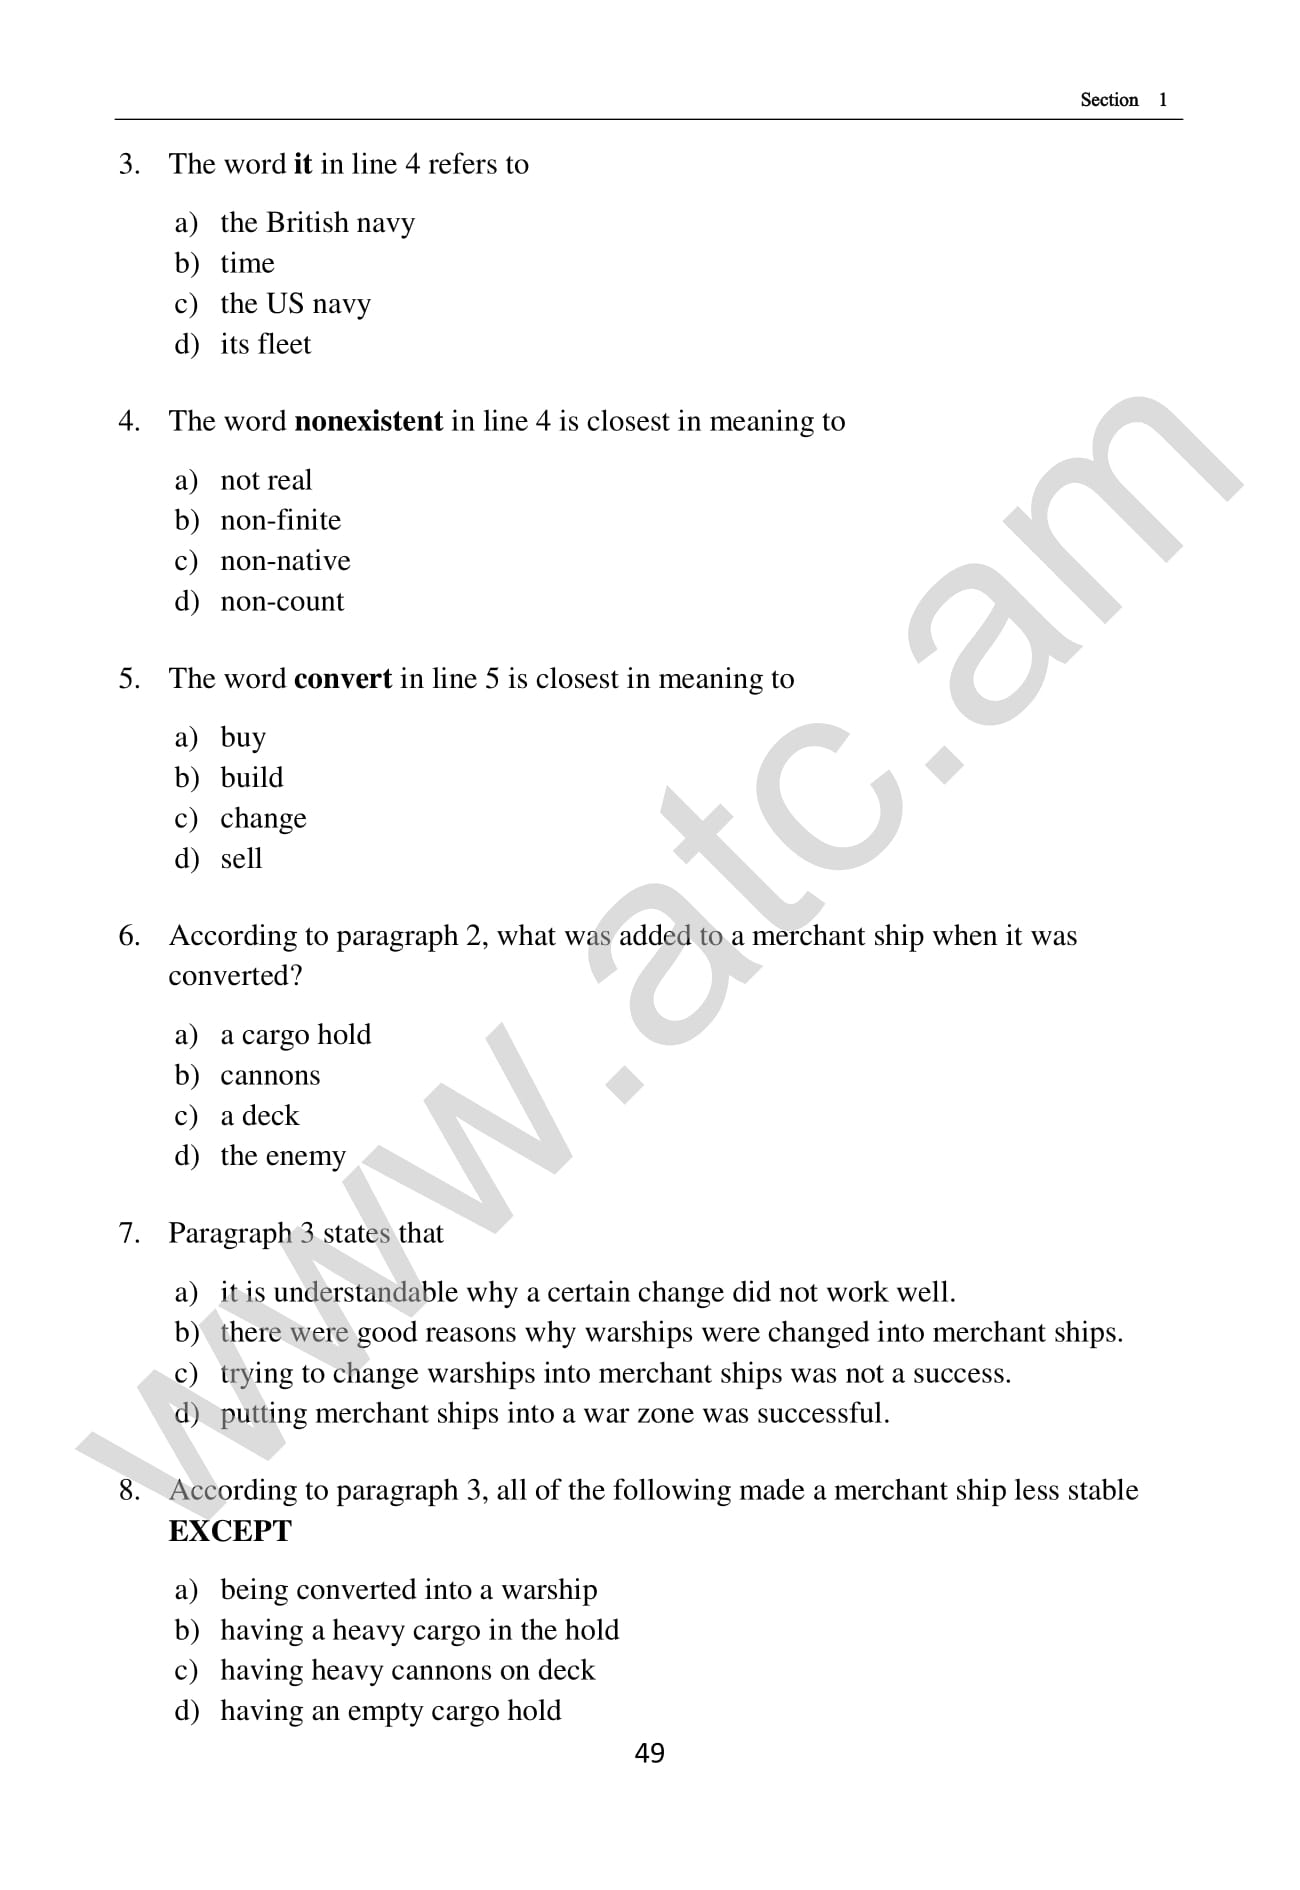 Section 1
3. The word it in line 4 refers to
a) the British navy
b) time
c) the US navy
d) its fleet
4. The word nonexistent in line 4 is closest in meaning to
a) not real
b) non-finite
c) non-native
d) non-count
5. The word convert in line 5 is closest in meaning to
a) buy
b) build
c) change
d) sell
6. According to paragraph 2, what was added to a merchant ship when it was
converted?
a) a cargo hold
b) cannons
c) a deck
d) the enemy
7. Paragraph 3 states that
a) it is understandable why a certain change did not work well.
b) there were good reasons why warships were changed into merchant ships.
c) trying to change warships into merchant ships was not a success.
d) putting merchant ships into a war zone was successful.
8. According to paragraph 3, all of the following made a merchant ship less stable
EXCEPT
a) being converted into a warship
b) having a heavy cargo in the hold
c) having heavy cannons on deck
d) having an empty cargo hold
49
www.atc.am